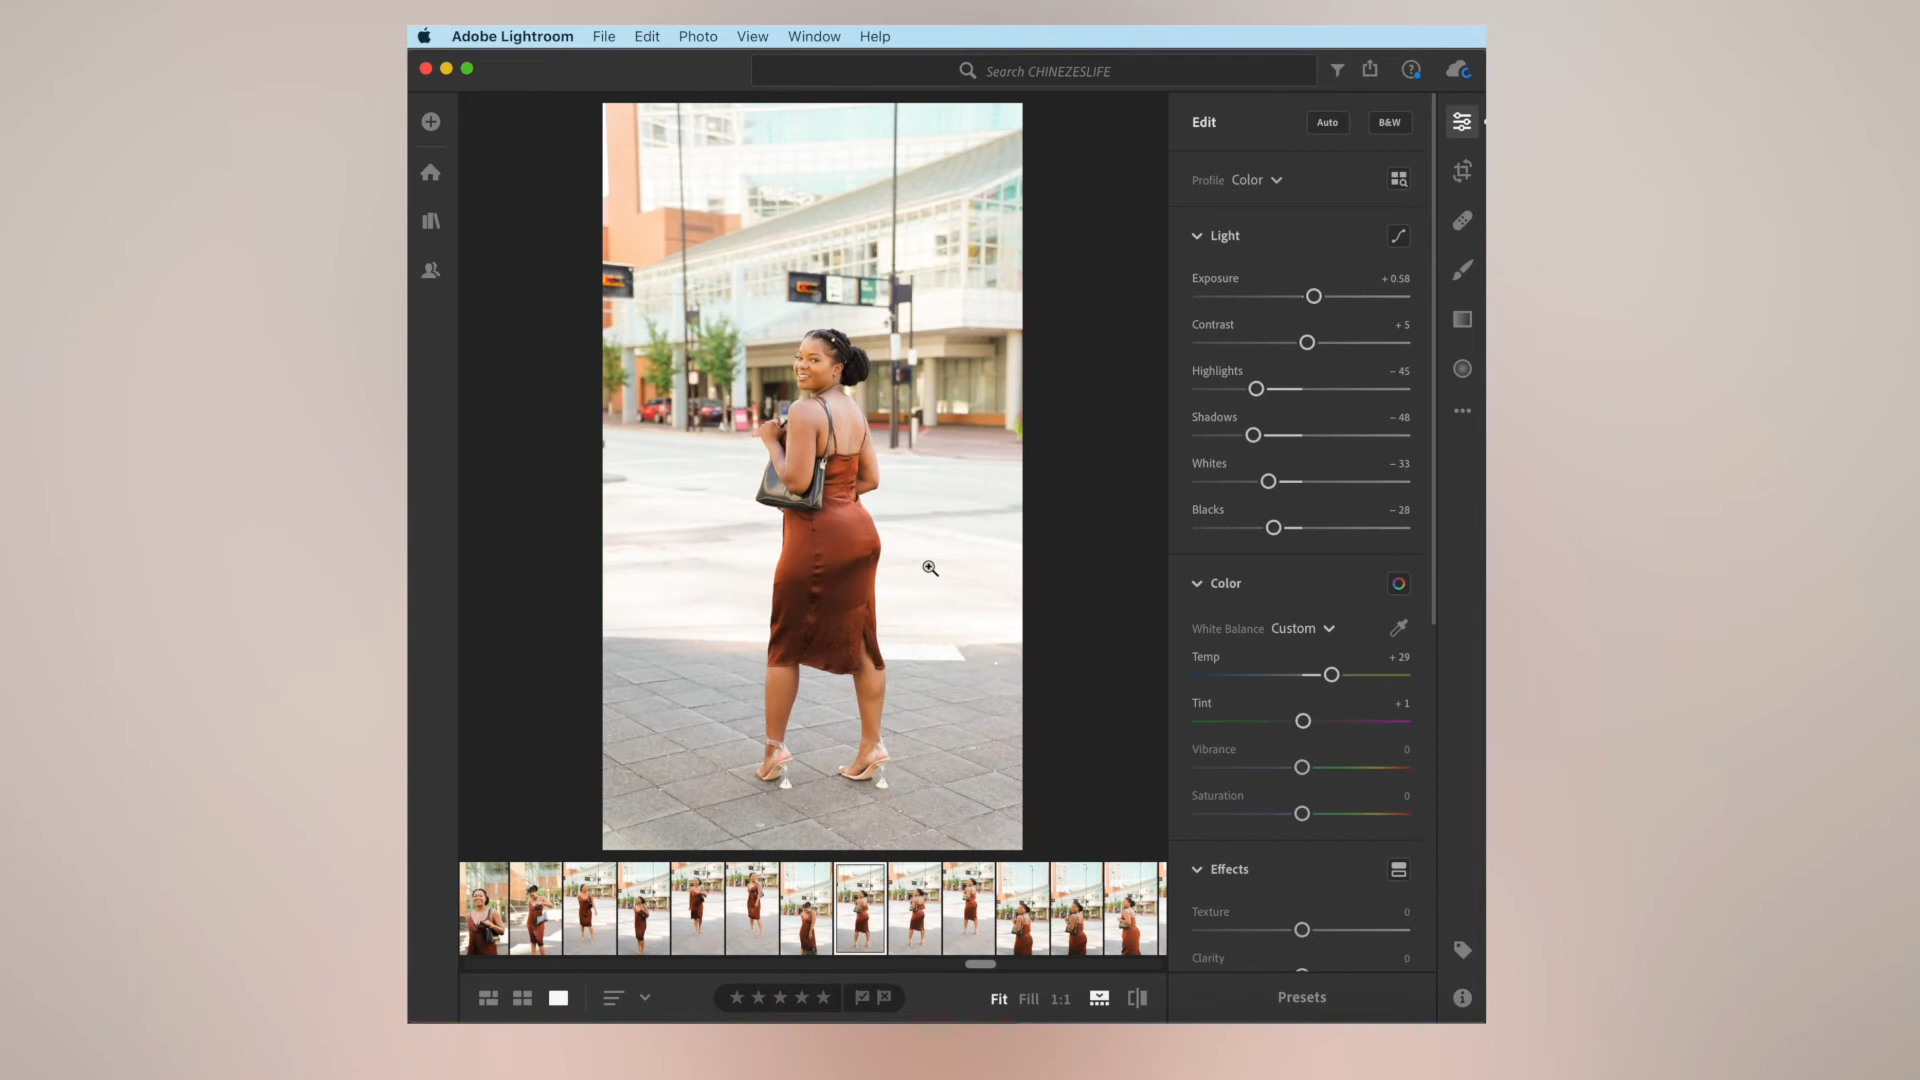 Adobe Lightroom File Edit Photo View Window Help
Search CHINEZESLIFE
Edit Auto B&W
Profile Color
Light
Exposure + 0.58
Contrast + 5
Highlights − 45
Shadows − 48
Whites − 33
Blacks − 28
Color
White Balance Custom
Temp + 29
Tint + 1
Vibrance 0
Saturation 0
Effects
Texture 0
Clarity 0
Fit Fill 1:1 Presets